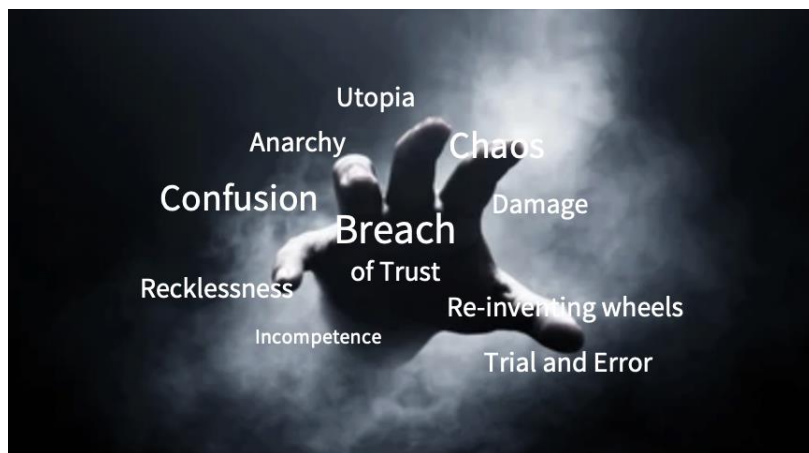 Utopia
Anarchy
Chaos
Confusion
Damage
Breach
of Trust
Recklessness
Re-inventing wheels
Incompetence
Trial and Error